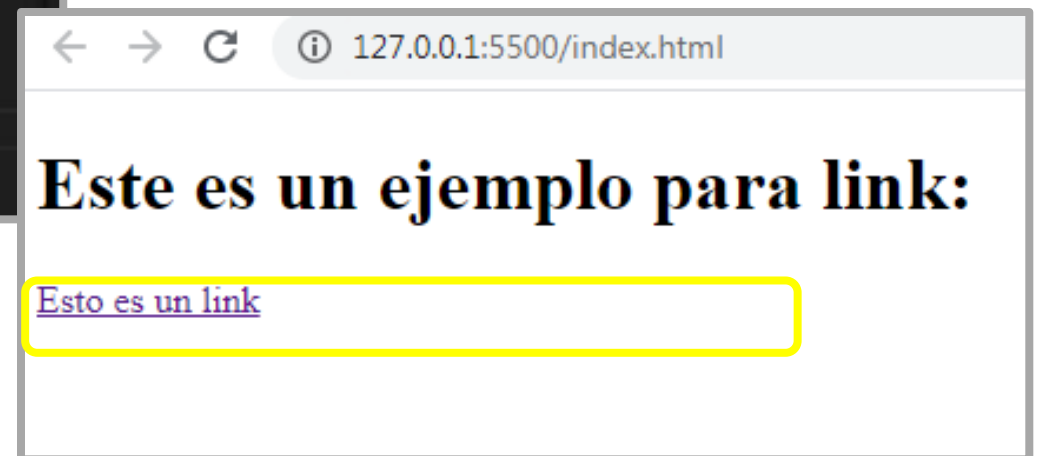 127.0.0.1:5500/index.html
Este es un ejemplo para link:
Esto es un link